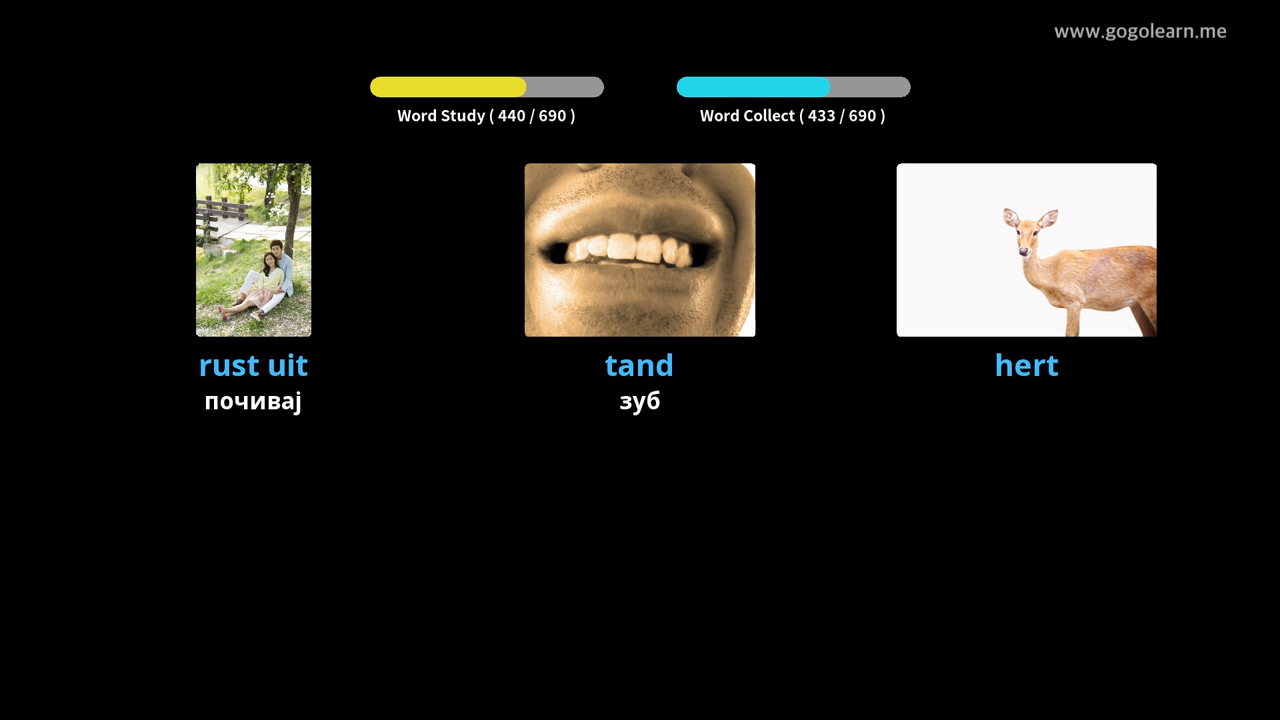 www.gogolearn.me
Word Study ( 440 / 690 )
Word Collect ( 433 / 690 )
rust uit
tand
hert
почивај
зуб